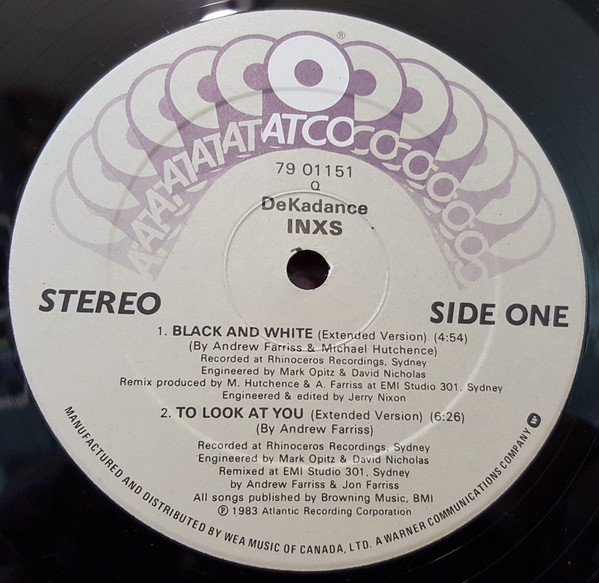 ®
ATATATATATATCOCOCOCOCOCO
79 01151
Q
DeKadance
INXS
STEREO
SIDE ONE
1. BLACK AND WHITE (Extended Version) (4:54)
(By Andrew Farriss & Michael Hutchence)
Recorded at Rhinoceros Recordings, Sydney
Engineered by Mark Opitz & David Nicholas
Remix produced by M. Hutchence & A. Farriss at EMI Studio 301, Sydney
Engineered & edited by Jerry Nixon
2. TO LOOK AT YOU (Extended Version) (6:26)
(By Andrew Farriss)
Recorded at Rhinoceros Recordings, Sydney
Engineered by Mark Opitz & David Nicholas
Remixed at EMI Studio 301, Sydney
by Andrew Farriss & Jon Farriss
All songs published by Browning Music, BMI
℗ 1983 Atlantic Recording Corporation
MANUFACTURED AND DISTRIBUTED BY WEA MUSIC OF CANADA, LTD. A WARNER COMMUNICATIONS COMPANY